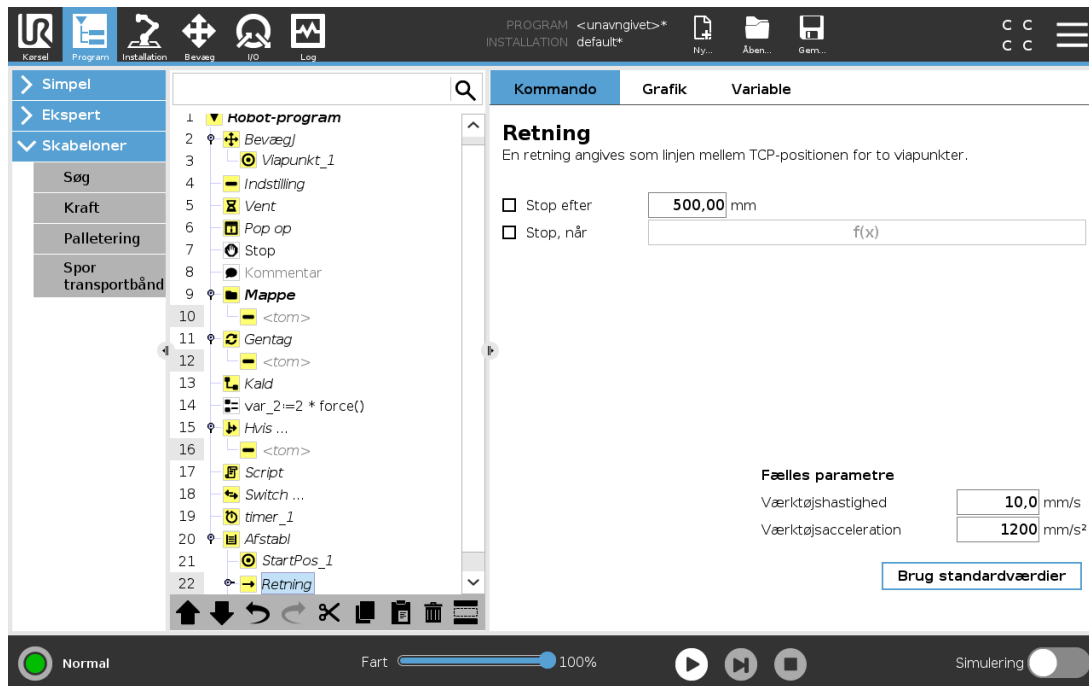 PROGRAM <unavngivet>*
INSTALLATION default*
Kørsel
Program
Installation
Bevæg
I/O
Log
Ny...
Åben...
Gem...
C C
C C
Simpel
Ekspert
Skabeloner
Søg
Kraft
Palletering
Spor
transportbånd
1 Robot-program
2 BevægJ
3 Viapunkt_1
4 Indstilling
5 Vent
6 Pop op
7 Stop
8 Kommentar
9 Mappe
10 <tom>
11 Gentag
12 <tom>
13 Kald
14 var_2:=2 * force()
15 Hvis ...
16 <tom>
17 Script
18 Switch ...
19 timer_1
20 Afstabl
21 StartPos_1
22 Retning
Kommando Grafik Variable
Retning
En retning angives som linjen mellem TCP-positionen for to viapunkter.
Stop efter 500,00 mm
Stop, når f(x)
Fælles parametre
Værktøjshastighed 10,0 mm/s
Værktøjsacceleration 1200 mm/s²
Brug standardværdier
Normal
Fart 100%
Simulering